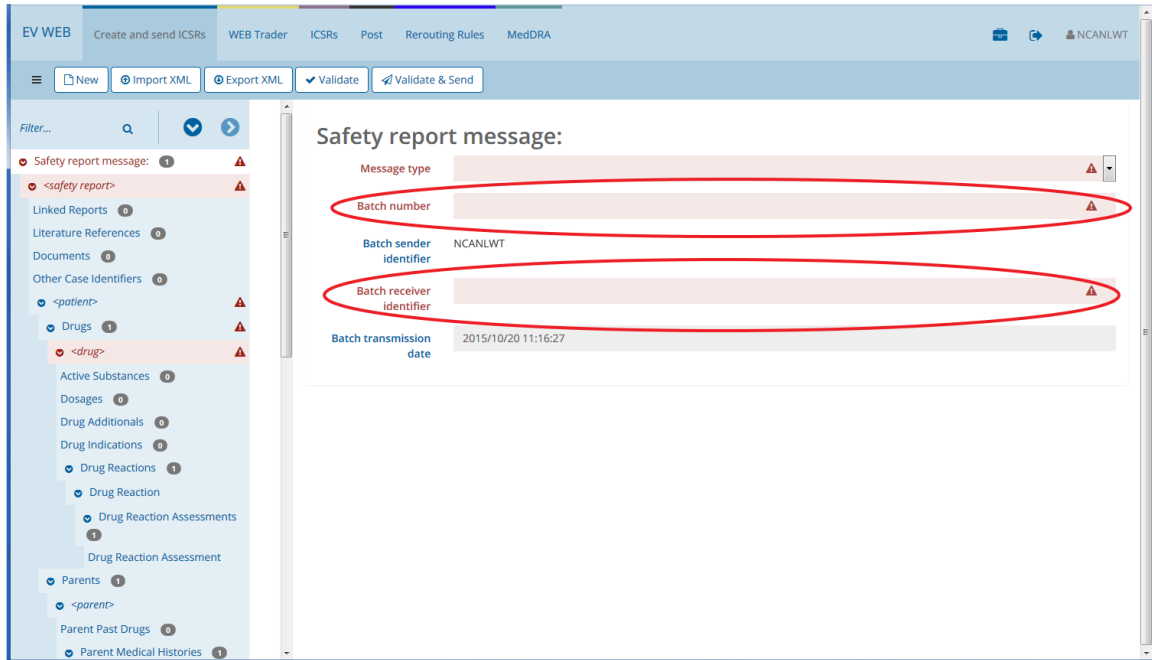 EV WEB Create and send ICSRs WEB Trader ICSRs Post Rerouting Rules MedDRA NCANLWT
New Import XML Export XML Validate Validate & Send
Filter...
Safety report message: 1
<safety report>
Linked Reports 0
Literature References 0
Documents 0
Other Case Identifiers 0
<patient>
Drugs 1
<drug>
Active Substances 0
Dosages 0
Drug Additionals 0
Drug Indications 0
Drug Reactions 1
Drug Reaction
Drug Reaction Assessments
1
Drug Reaction Assessment
Parents 1
<parent>
Parent Past Drugs 0
Parent Medical Histories 1
Safety report message:
Message type
Batch number
Batch sender NCANLWT
identifier
Batch receiver
identifier
Batch transmission 2015/10/20 11:16:27
date